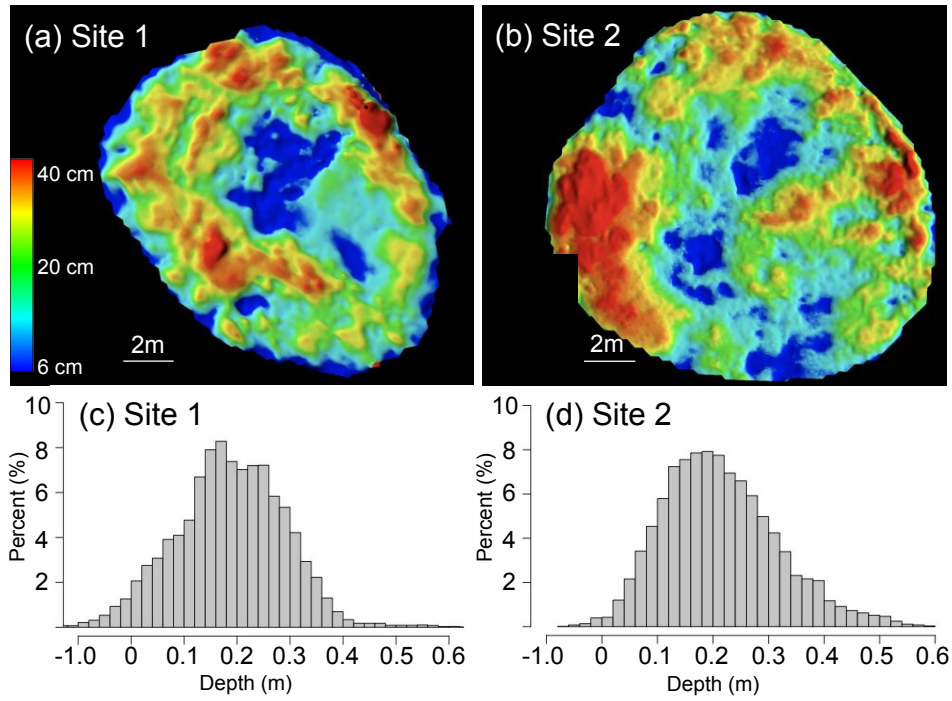 (a) Site 1
(b) Site 2
40 cm
20 cm
6 cm
2m
2m
(c) Site 1
(d) Site 2
10
8
6
4
2
Percent (%)
-1.0 0 0.1 0.2 0.3 0.4 0.5 0.6
Depth (m)
10
8
6
4
2
Percent (%)
-1.0 0 0.1 0.2 0.3 0.4 0.5 0.6
Depth (m)